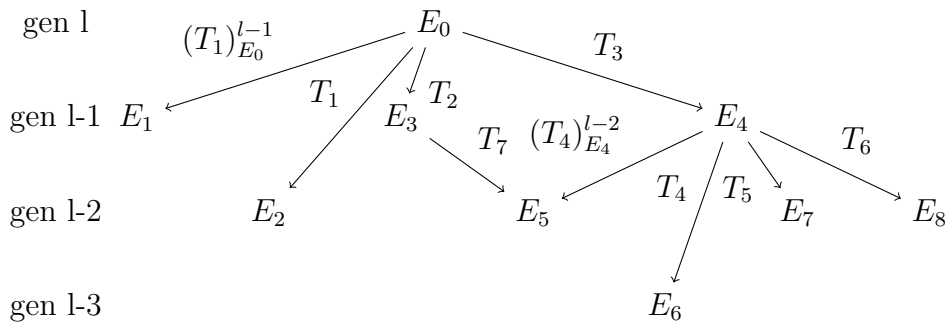 gen l $E_0$
$(T_1)_{E_0}^{l-1}$ $T_3$
$T_1$ $T_2$
gen l-1 $E_1$ $E_3$ $E_4$
$T_7$ $(T_4)_{E_4}^{l-2}$ $T_6$
$T_4$ $T_5$
gen l-2 $E_2$ $E_5$ $E_7$ $E_8$
gen l-3 $E_6$